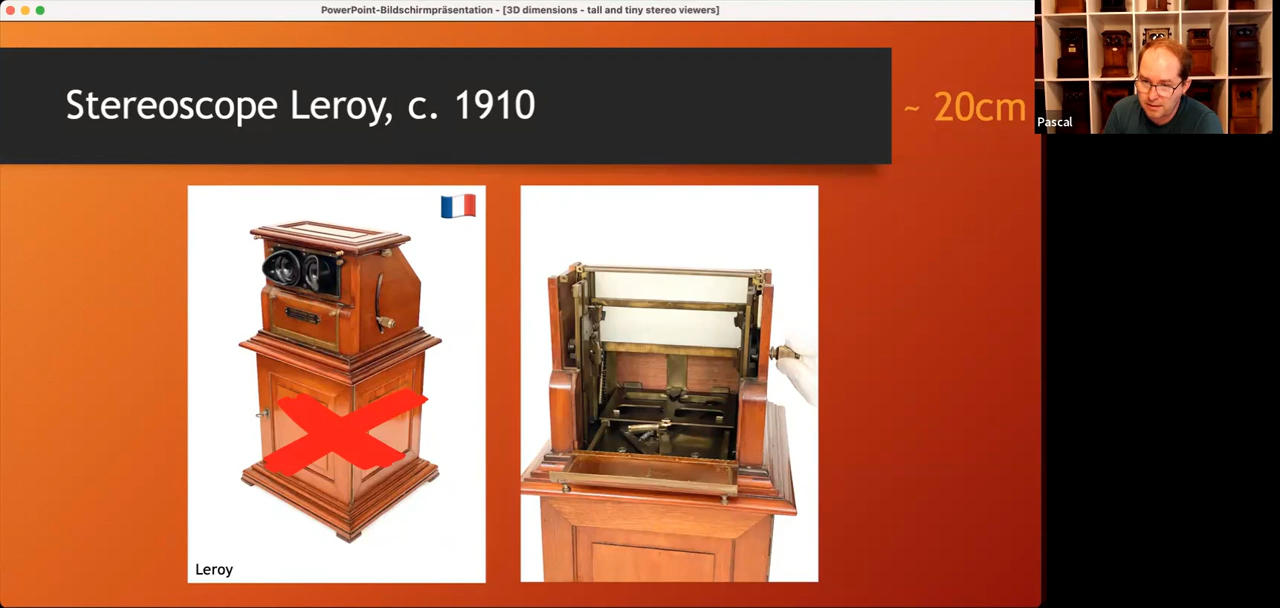 PowerPoint-Bildschirmpräsentation - [3D dimensions - tall and tiny stereo viewers]
Stereoscope Leroy, c. 1910
~ 20cm
Pascal
Leroy